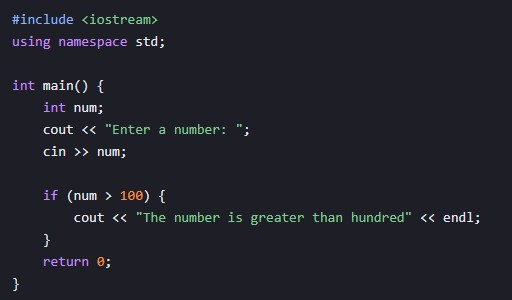 #include <iostream>
using namespace std;
int main() {
    int num;
    cout << "Enter a number: ";
    cin >> num;
    if (num > 100) {
        cout << "The number is greater than hundred" << endl;
    }
    return 0;
}